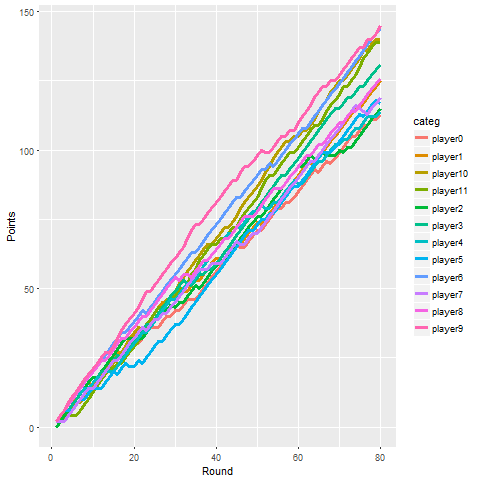 150
100
50
0
Points
0
20
40
60
80
Round
categ
player0
player1
player10
player11
player2
player3
player4
player5
player6
player7
player8
player9